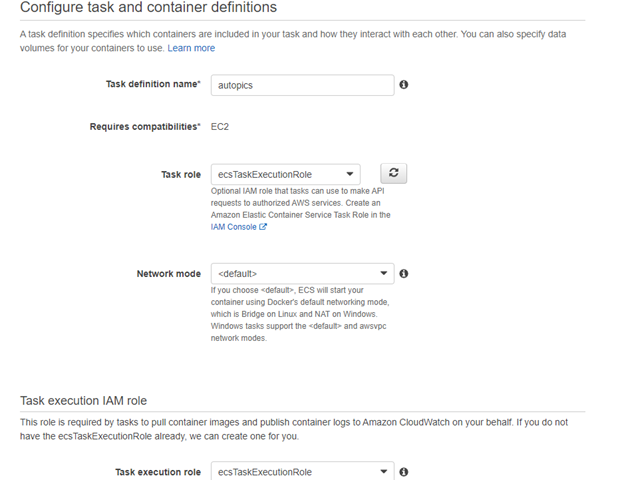 Configure task and container definitions
A task definition specifies which containers are included in your task and how they interact with each other. You can also specify data
volumes for your containers to use. Learn more
Task definition name*
autopics
Requires compatibilities*
EC2
Task role
ecsTaskExecutionRole
Optional IAM role that tasks can use to make API
requests to authorized AWS services. Create an
Amazon Elastic Container Service Task Role in the
IAM Console
Network mode
<default>
If you choose <default>, ECS will start your
container using Docker's default networking mode,
which is Bridge on Linux and NAT on Windows.
Windows tasks support the <default> and awsvpc
network modes.
Task execution IAM role
This role is required by tasks to pull container images and publish container logs to Amazon CloudWatch on your behalf. If you do not
have the ecsTaskExecutionRole already, we can create one for you.
Task execution role
ecsTaskExecutionRole